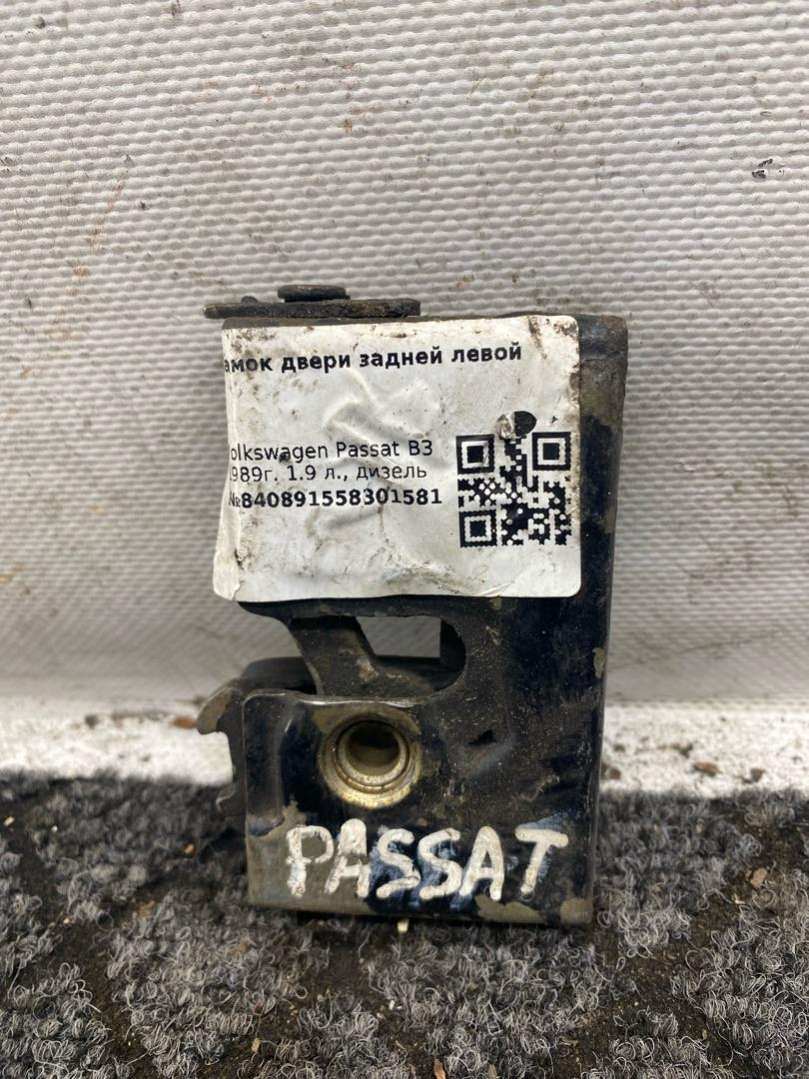 амок двери задней левой
olkswagen Passat B3
989г. 1.9 л., дизель
№840891558301581
PASSAT